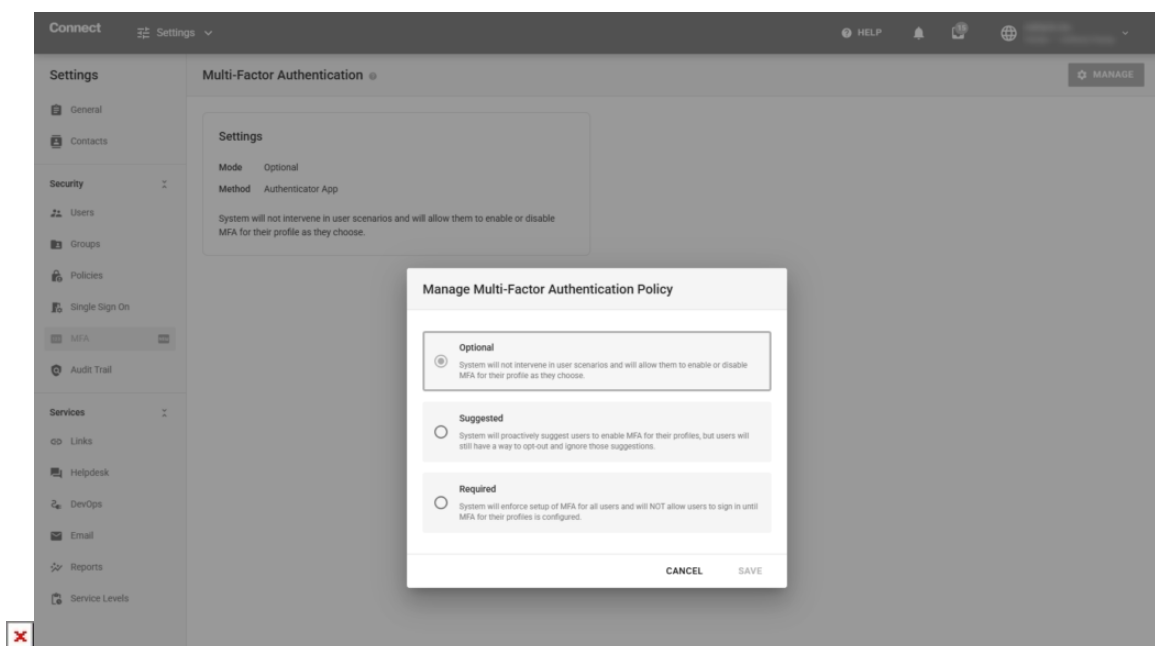 Connect
Settings
HELP
Settings
Multi-Factor Authentication
MANAGE
General
Contacts
Settings
Mode Optional
Method Authenticator App
System will not intervene in user scenarios and will allow them to enable or disable
MFA for their profile as they choose.
Security
Users
Groups
Policies
Single Sign On
MFA
Audit Trail
Services
Links
Helpdesk
DevOps
Email
Reports
Service Levels
Manage Multi-Factor Authentication Policy
Optional
System will not intervene in user scenarios and will allow them to enable or disable
MFA for their profile as they choose.
Suggested
System will proactively suggest users to enable MFA for their profiles, but users will
still have a way to opt-out and ignore those suggestions.
Required
System will enforce setup of MFA for all users and will NOT allow users to sign in until
MFA for their profiles is configured.
CANCEL SAVE